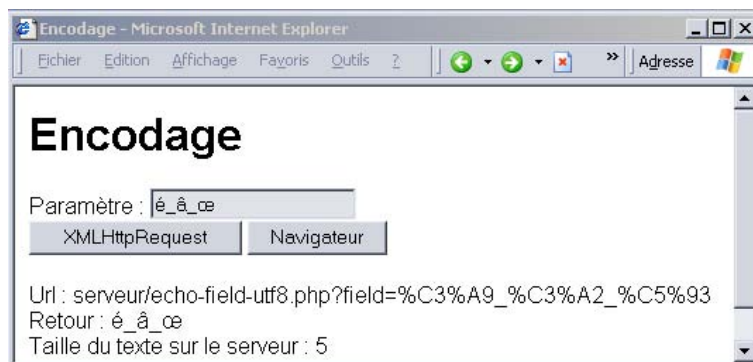 Encodage - Microsoft Internet Explorer
Fichier Edition Affichage Favoris Outils ? » Adresse
Encodage
Paramètre : é_â_œ
XMLHttpRequest Navigateur
Url : serveur/echo-field-utf8.php?field=%C3%A9_%C3%A2_%C5%93
Retour : é_â_œ
Taille du texte sur le serveur : 5